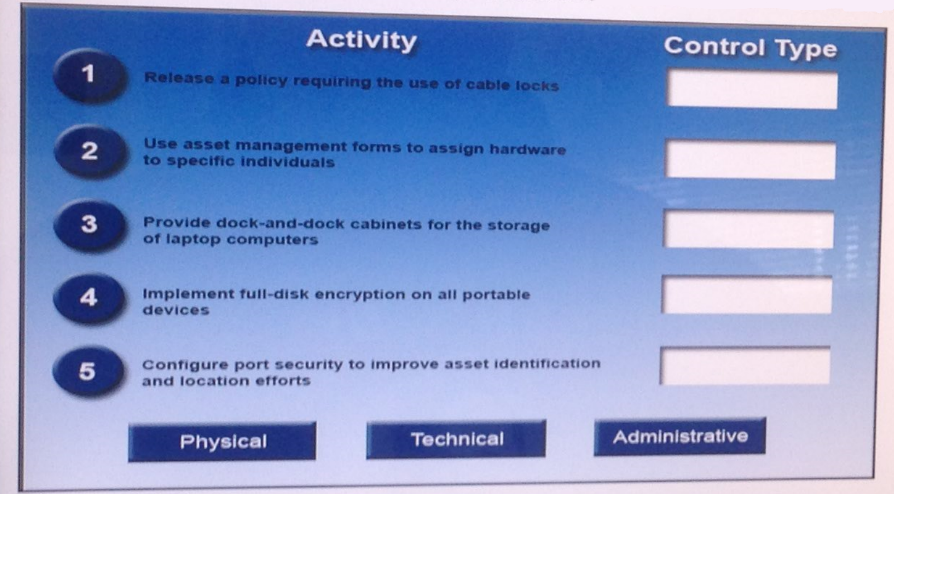 Activity
Control Type
1
Release a policy requiring the use of cable locks
2
Use asset management forms to assign hardware
to specific individuals
3
Provide dock-and-dock cabinets for the storage
of laptop computers
4
Implement full-disk encryption on all portable
devices
5
Configure port security to improve asset identification
and location efforts
Physical
Technical
Administrative